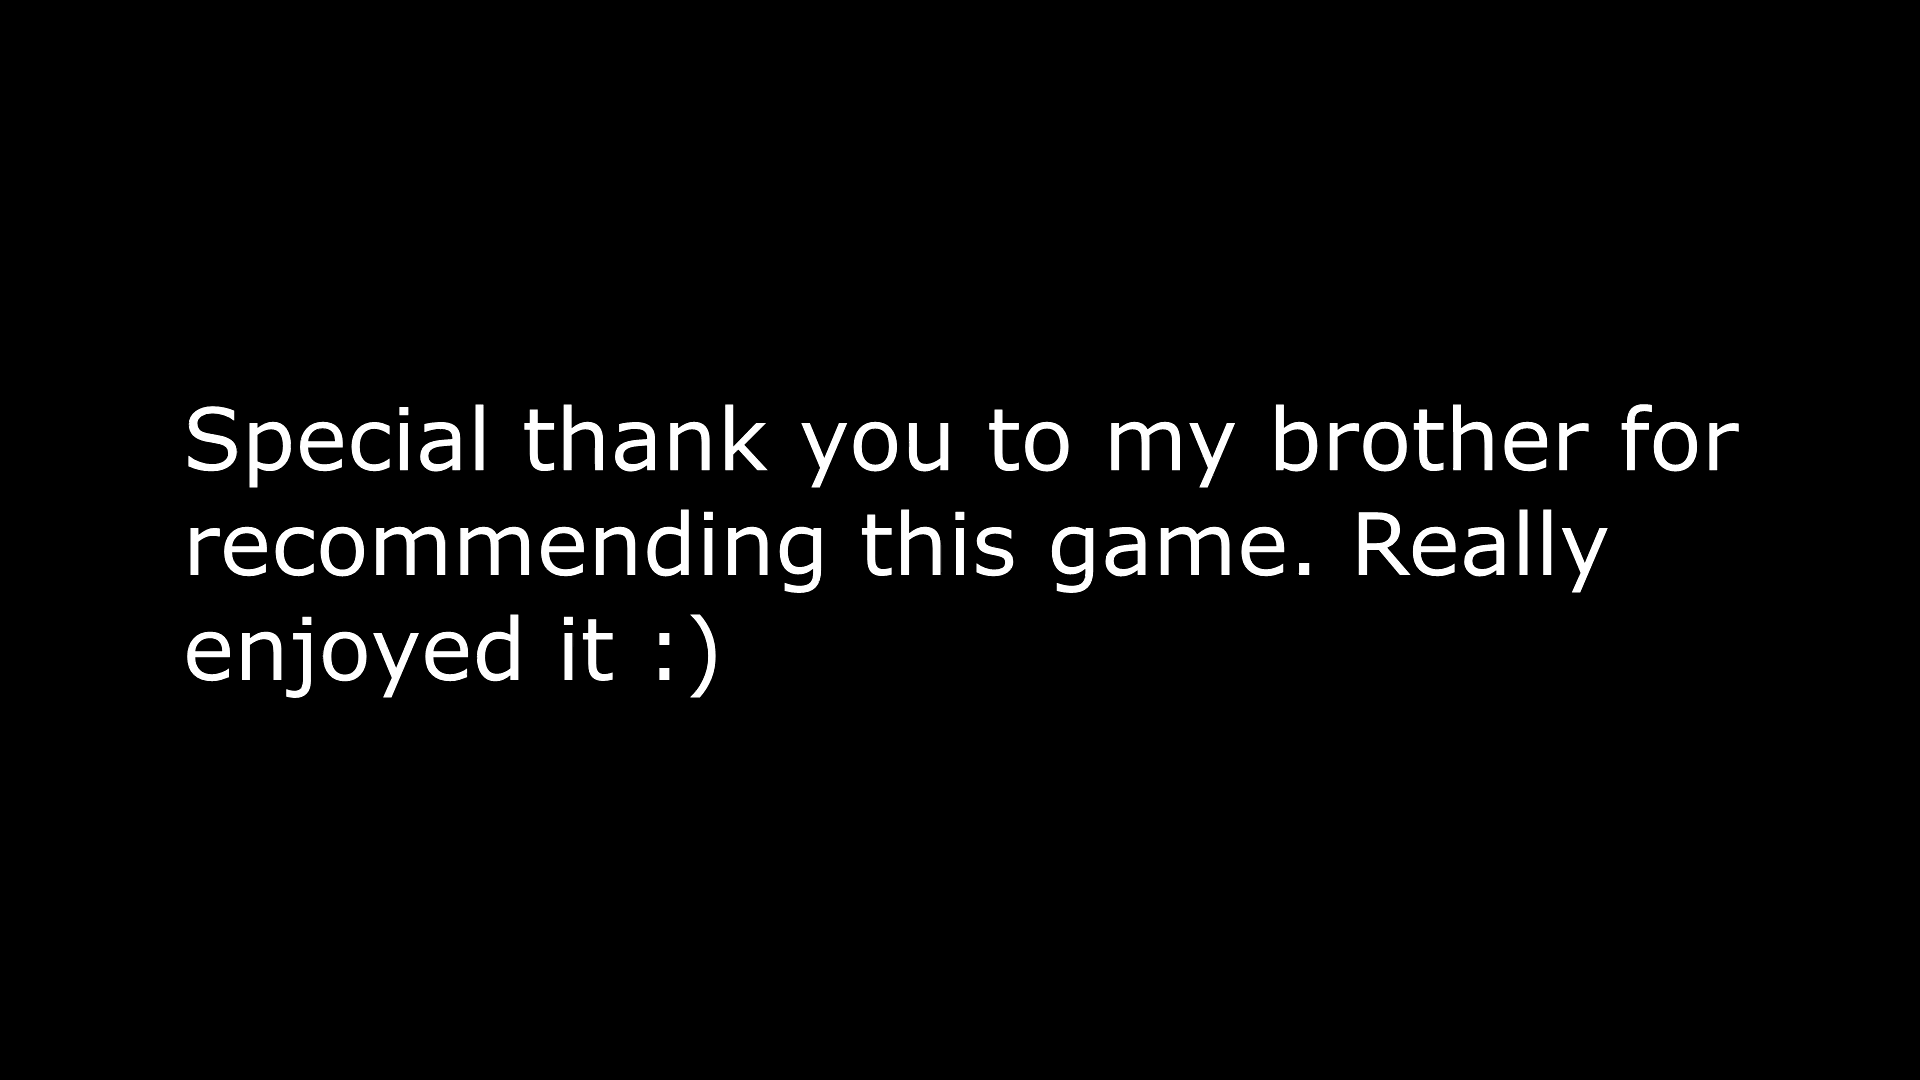 Special thank you to my brother for
recommending this game. Really
enjoyed it :)